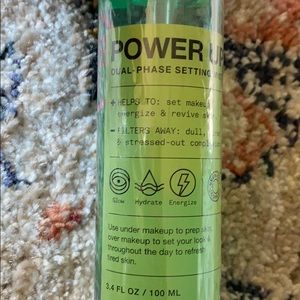 POWER
DUAL-PHASE SETTING
+ HELPS TO: set makeup
energize & revive
— FILTERS AWAY: dull,
& stressed-out
Glow Hydrate Energize
Use under makeup to prep skin,
over makeup to set your look &
throughout the day to refresh
tired skin.
3.4 FL OZ / 100 ML